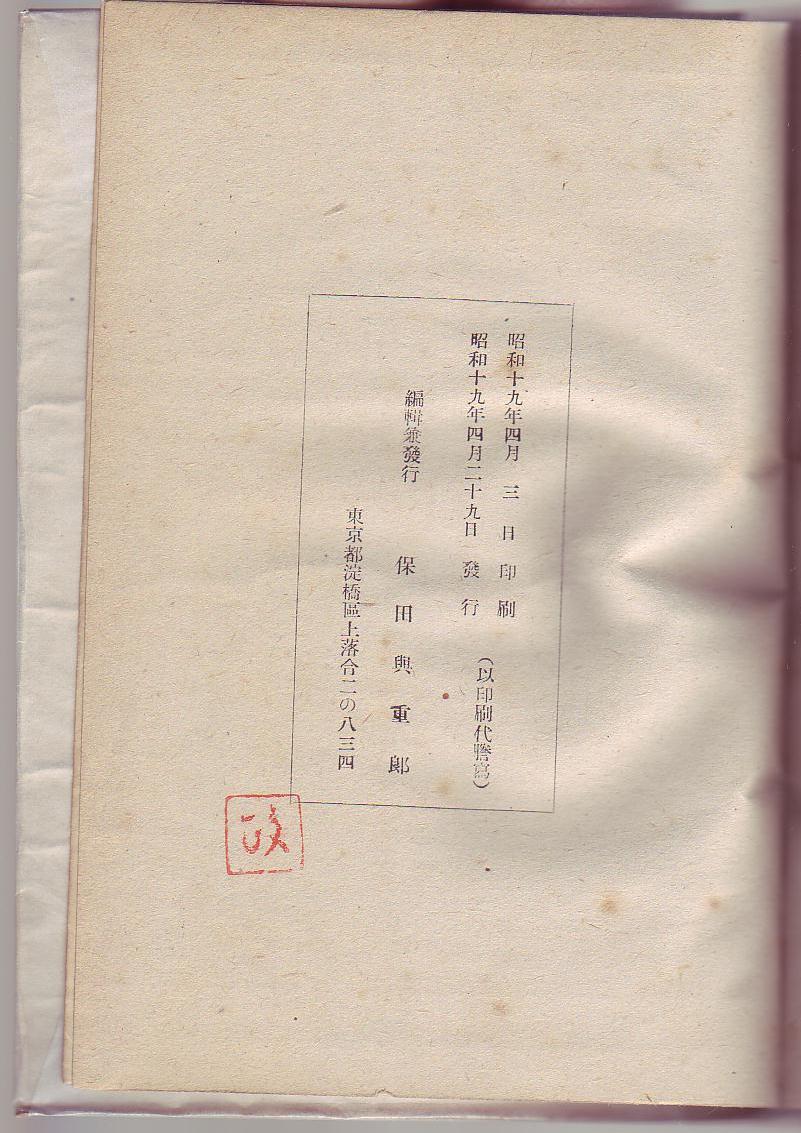 昭和十九年四月 三 日 印 刷
昭和十九年四月二十九日 發 行 (以印刷代謄寫)
編輯兼發行 保田與重郎
東京都淀橋區上落合二の八三四